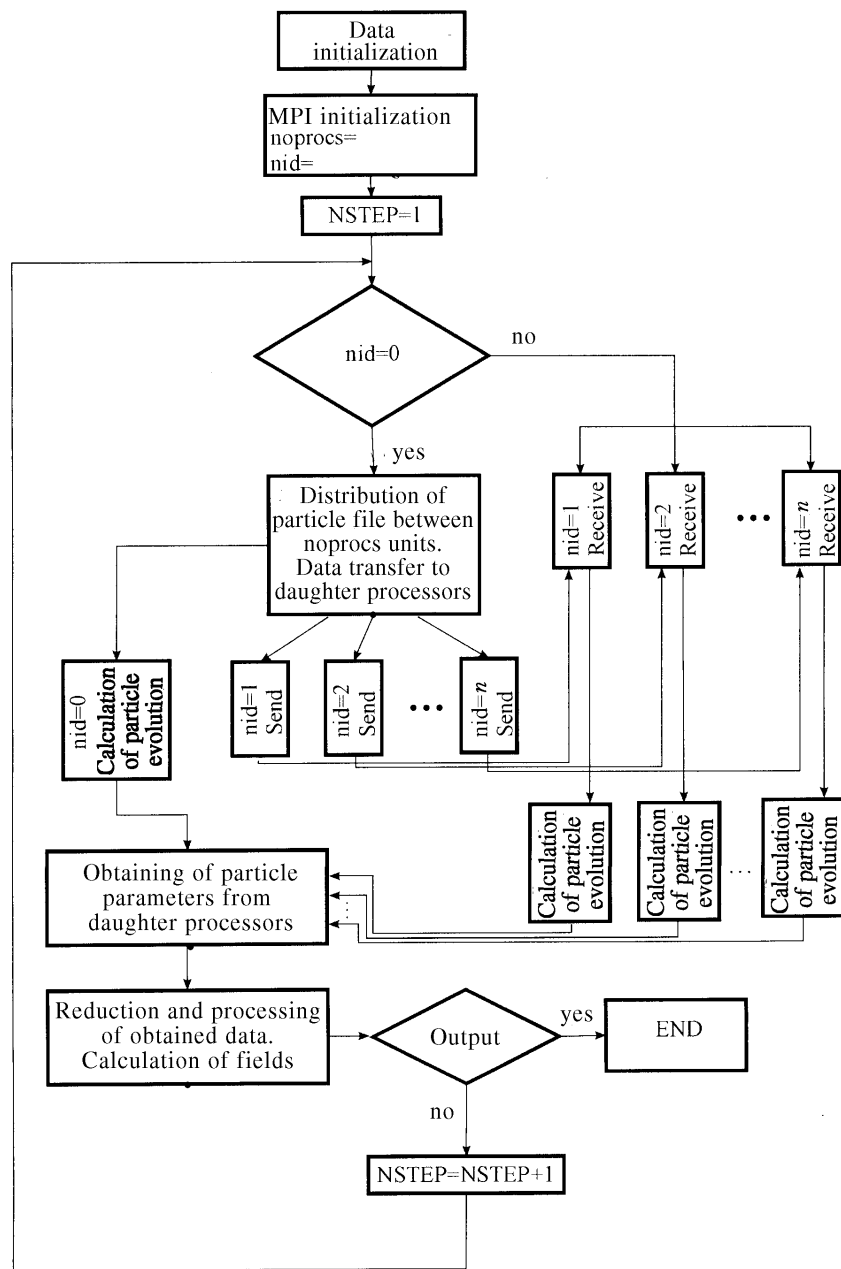 Data
initialization
MPI initialization
noprocs=
nid=
NSTEP=1
nid=0
no
yes
Distribution of
particle file between
noprocs units.
Data transfer to
daughter processors
nid=1
Receive
nid=2
Receive
•••
nid=n
Receive
nid=0
Calculation
of particle
evolution
nid=1
Send
nid=2
Send
•••
nid=n
Send
Calculation
of particle
evolution
Calculation
of particle
evolution
...
Calculation
of particle
evolution
Obtaining of particle
parameters from
daughter processors
Reduction and processing
of obtained data.
Calculation of fields
Output
yes
END
no
NSTEP=NSTEP+1